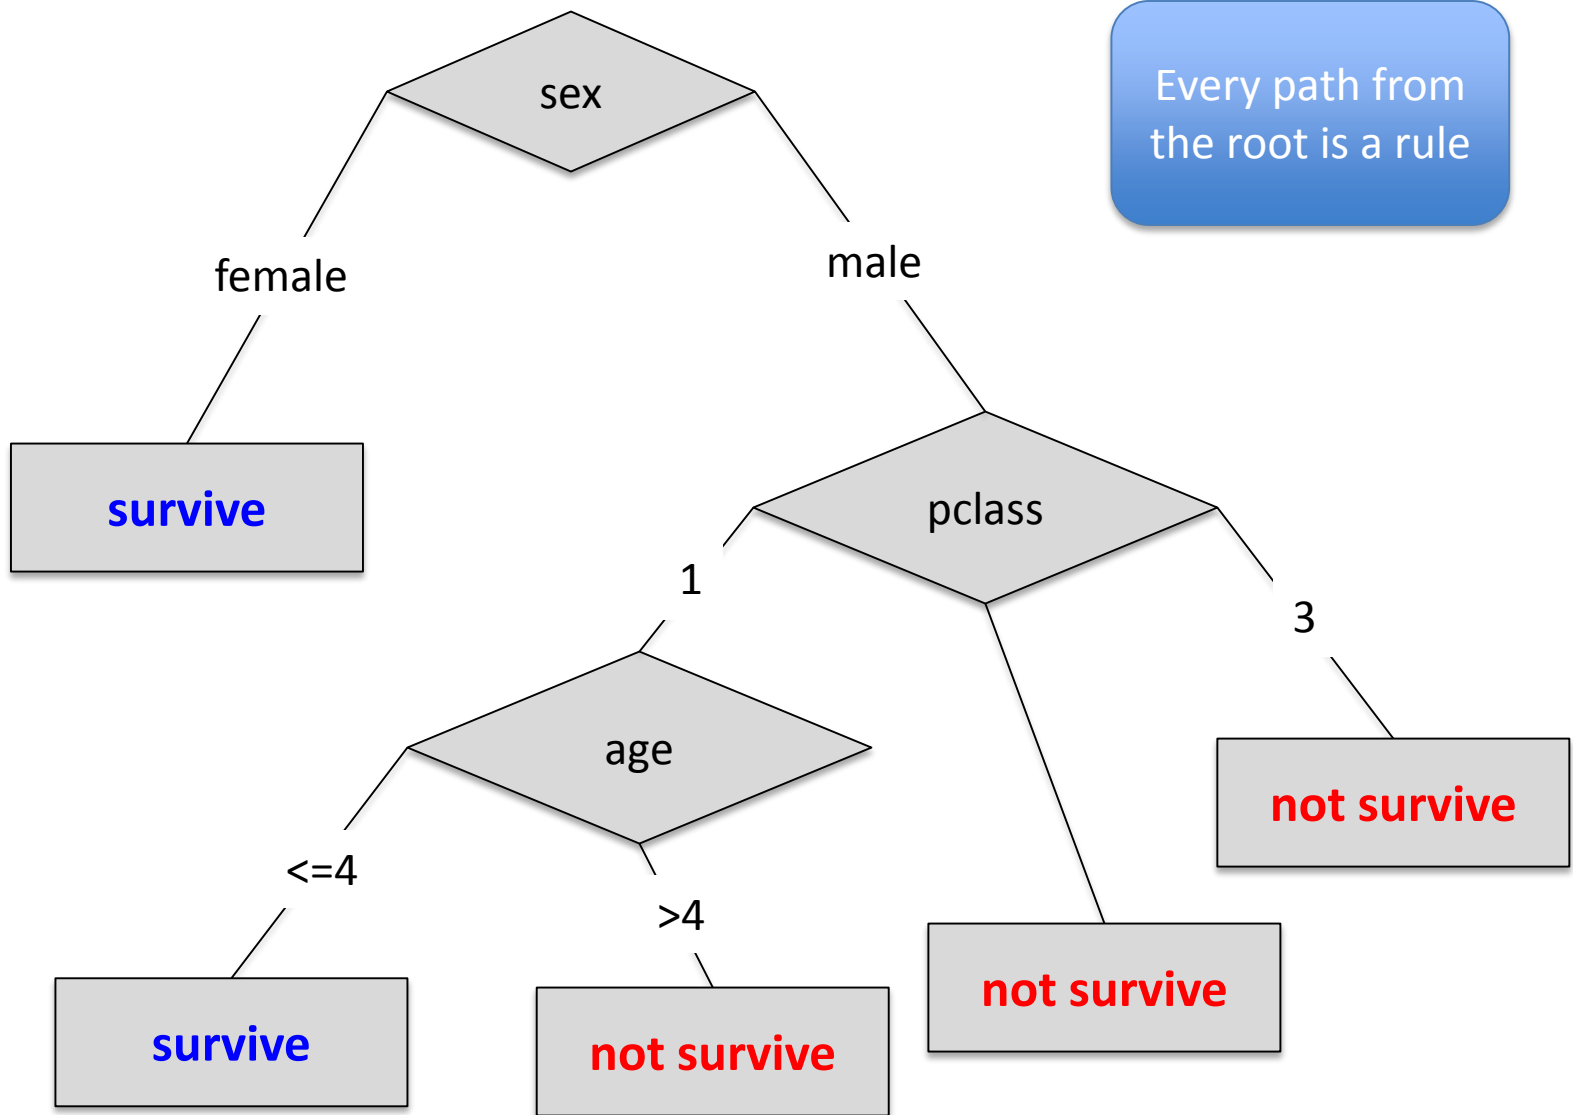 sex
Every path from
the root is a rule
female
male
survive
pclass
1
3
age
not survive
<=4
>4
not survive
survive
not survive